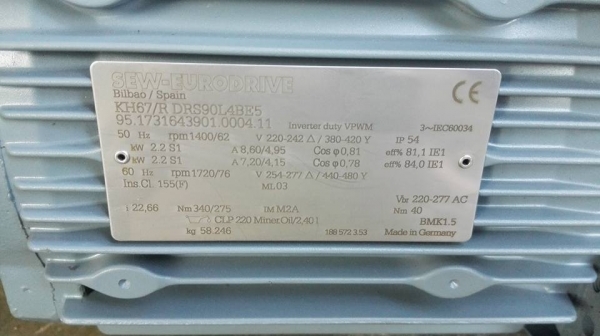 SEW-EURODRIVE
Bilbao / Spain
KH67/R DRS90L4BE5
95.1731643901.0004.11 Inverter duty VPWM 3~IEC60034
50 Hz rpm 1400/62 V 220-242 Δ / 380-420 Y IP 54
kW 2.2 S1 A 8,60/4,95 Cos φ 0,81 eff% 81,1 IE1
kW 2.2 S1 A 7,20/4,15 Cos φ 0,78 eff% 84,0 IE1
60 Hz rpm 1720/76 V 254-277 Δ / 440-480 Y
Ins.Cl. 155(F) ML 03 Vbr 220-277 AC
i 22,66 Nm 340/275 IM M2A Nm 40
CLP 220 Miner.Oil/2,40 l BMK1.5
kg 58.246 188 572 3.53 Made in Germany
CE